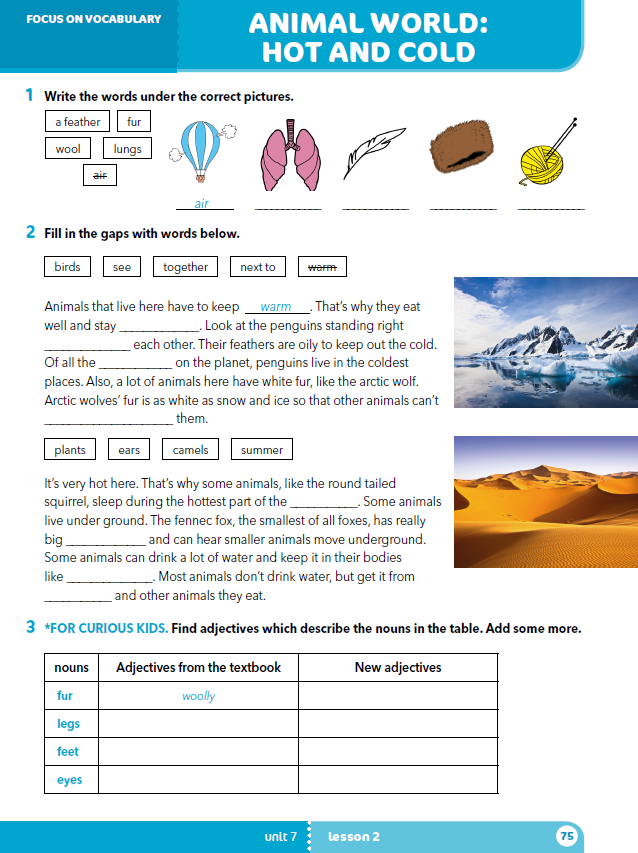 FOCUS ON VOCABULARY
ANIMAL WORLD:
HOT AND COLD
1 Write the words under the correct pictures.
a feather fur
wool lungs
air
air ____________ ____________ ____________ ____________
2 Fill in the gaps with words below.
birds see together next to warm
Animals that live here have to keep __warm__. That's why they eat
well and stay ____________. Look at the penguins standing right
____________ each other. Their feathers are oily to keep out the cold.
Of all the ____________ on the planet, penguins live in the coldest
places. Also, a lot of animals here have white fur, like the arctic wolf.
Arctic wolves' fur is as white as snow and ice so that other animals can't
____________________ them.
plants ears camels summer
It's very hot here. That's why some animals, like the round tailed
squirrel, sleep during the hottest part of the __________. Some animals
live under ground. The fennec fox, the smallest of all foxes, has really
big ____________ and can hear smaller animals move underground.
Some animals can drink a lot of water and keep it in their bodies
like _____________. Most animals don't drink water, but get it from
__________ and other animals they eat.
3 *FOR CURIOUS KIDS. Find adjectives which describe the nouns in the table. Add some more.
nouns Adjectives from the textbook New adjectives
fur woolly
legs
feet
eyes
unit 7 lesson 2 75